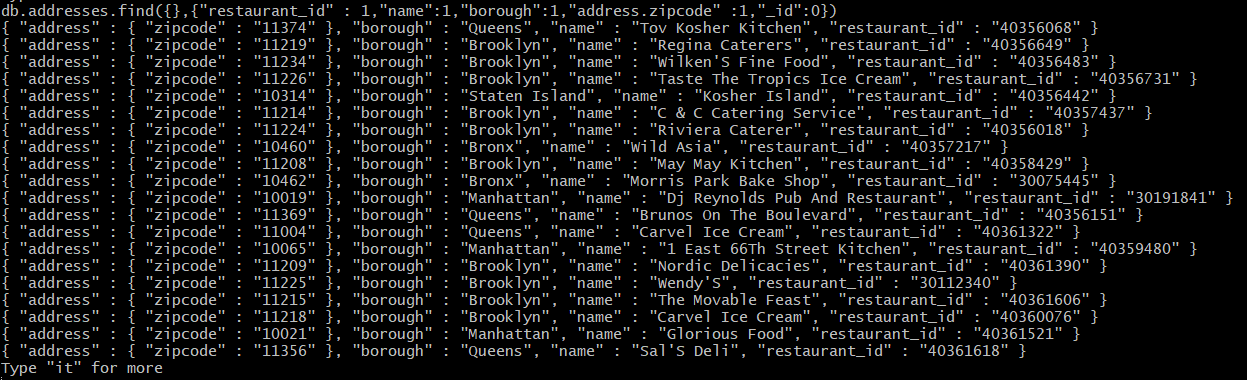 db.addresses.find({},{"restaurant_id" : 1,"name":1,"borough":1,"address.zipcode" :1,"_id":0})
{ "address" : { "zipcode" : "11374" }, "borough" : "Queens", "name" : "Tov Kosher Kitchen", "restaurant_id" : "40356068" }
{ "address" : { "zipcode" : "11219" }, "borough" : "Brooklyn", "name" : "Regina Caterers", "restaurant_id" : "40356649" }
{ "address" : { "zipcode" : "11234" }, "borough" : "Brooklyn", "name" : "Wilken'S Fine Food", "restaurant_id" : "40356483" }
{ "address" : { "zipcode" : "11226" }, "borough" : "Brooklyn", "name" : "Taste The Tropics Ice Cream", "restaurant_id" : "40356731" }
{ "address" : { "zipcode" : "10314" }, "borough" : "Staten Island", "name" : "Kosher Island", "restaurant_id" : "40356442" }
{ "address" : { "zipcode" : "11214" }, "borough" : "Brooklyn", "name" : "C & C Catering Service", "restaurant_id" : "40357437" }
{ "address" : { "zipcode" : "11224" }, "borough" : "Brooklyn", "name" : "Riviera Caterer", "restaurant_id" : "40356018" }
{ "address" : { "zipcode" : "10460" }, "borough" : "Bronx", "name" : "Wild Asia", "restaurant_id" : "40357217" }
{ "address" : { "zipcode" : "11208" }, "borough" : "Brooklyn", "name" : "May May Kitchen", "restaurant_id" : "40358429" }
{ "address" : { "zipcode" : "10462" }, "borough" : "Bronx", "name" : "Morris Park Bake Shop", "restaurant_id" : "30075445" }
{ "address" : { "zipcode" : "10019" }, "borough" : "Manhattan", "name" : "Dj Reynolds Pub And Restaurant", "restaurant_id" : "30191841" }
{ "address" : { "zipcode" : "11369" }, "borough" : "Queens", "name" : "Brunos On The Boulevard", "restaurant_id" : "40356151" }
{ "address" : { "zipcode" : "11004" }, "borough" : "Queens", "name" : "Carvel Ice Cream", "restaurant_id" : "40361322" }
{ "address" : { "zipcode" : "10065" }, "borough" : "Manhattan", "name" : "1 East 66Th Street Kitchen", "restaurant_id" : "40359480" }
{ "address" : { "zipcode" : "11209" }, "borough" : "Brooklyn", "name" : "Nordic Delicacies", "restaurant_id" : "40361390" }
{ "address" : { "zipcode" : "11225" }, "borough" : "Brooklyn", "name" : "Wendy'S", "restaurant_id" : "30112340" }
{ "address" : { "zipcode" : "11215" }, "borough" : "Brooklyn", "name" : "The Movable Feast", "restaurant_id" : "40361606" }
{ "address" : { "zipcode" : "11218" }, "borough" : "Brooklyn", "name" : "Carvel Ice Cream", "restaurant_id" : "40360076" }
{ "address" : { "zipcode" : "10021" }, "borough" : "Manhattan", "name" : "Glorious Food", "restaurant_id" : "40361521" }
{ "address" : { "zipcode" : "11356" }, "borough" : "Queens", "name" : "Sal'S Deli", "restaurant_id" : "40361618" }
Type "it" for more